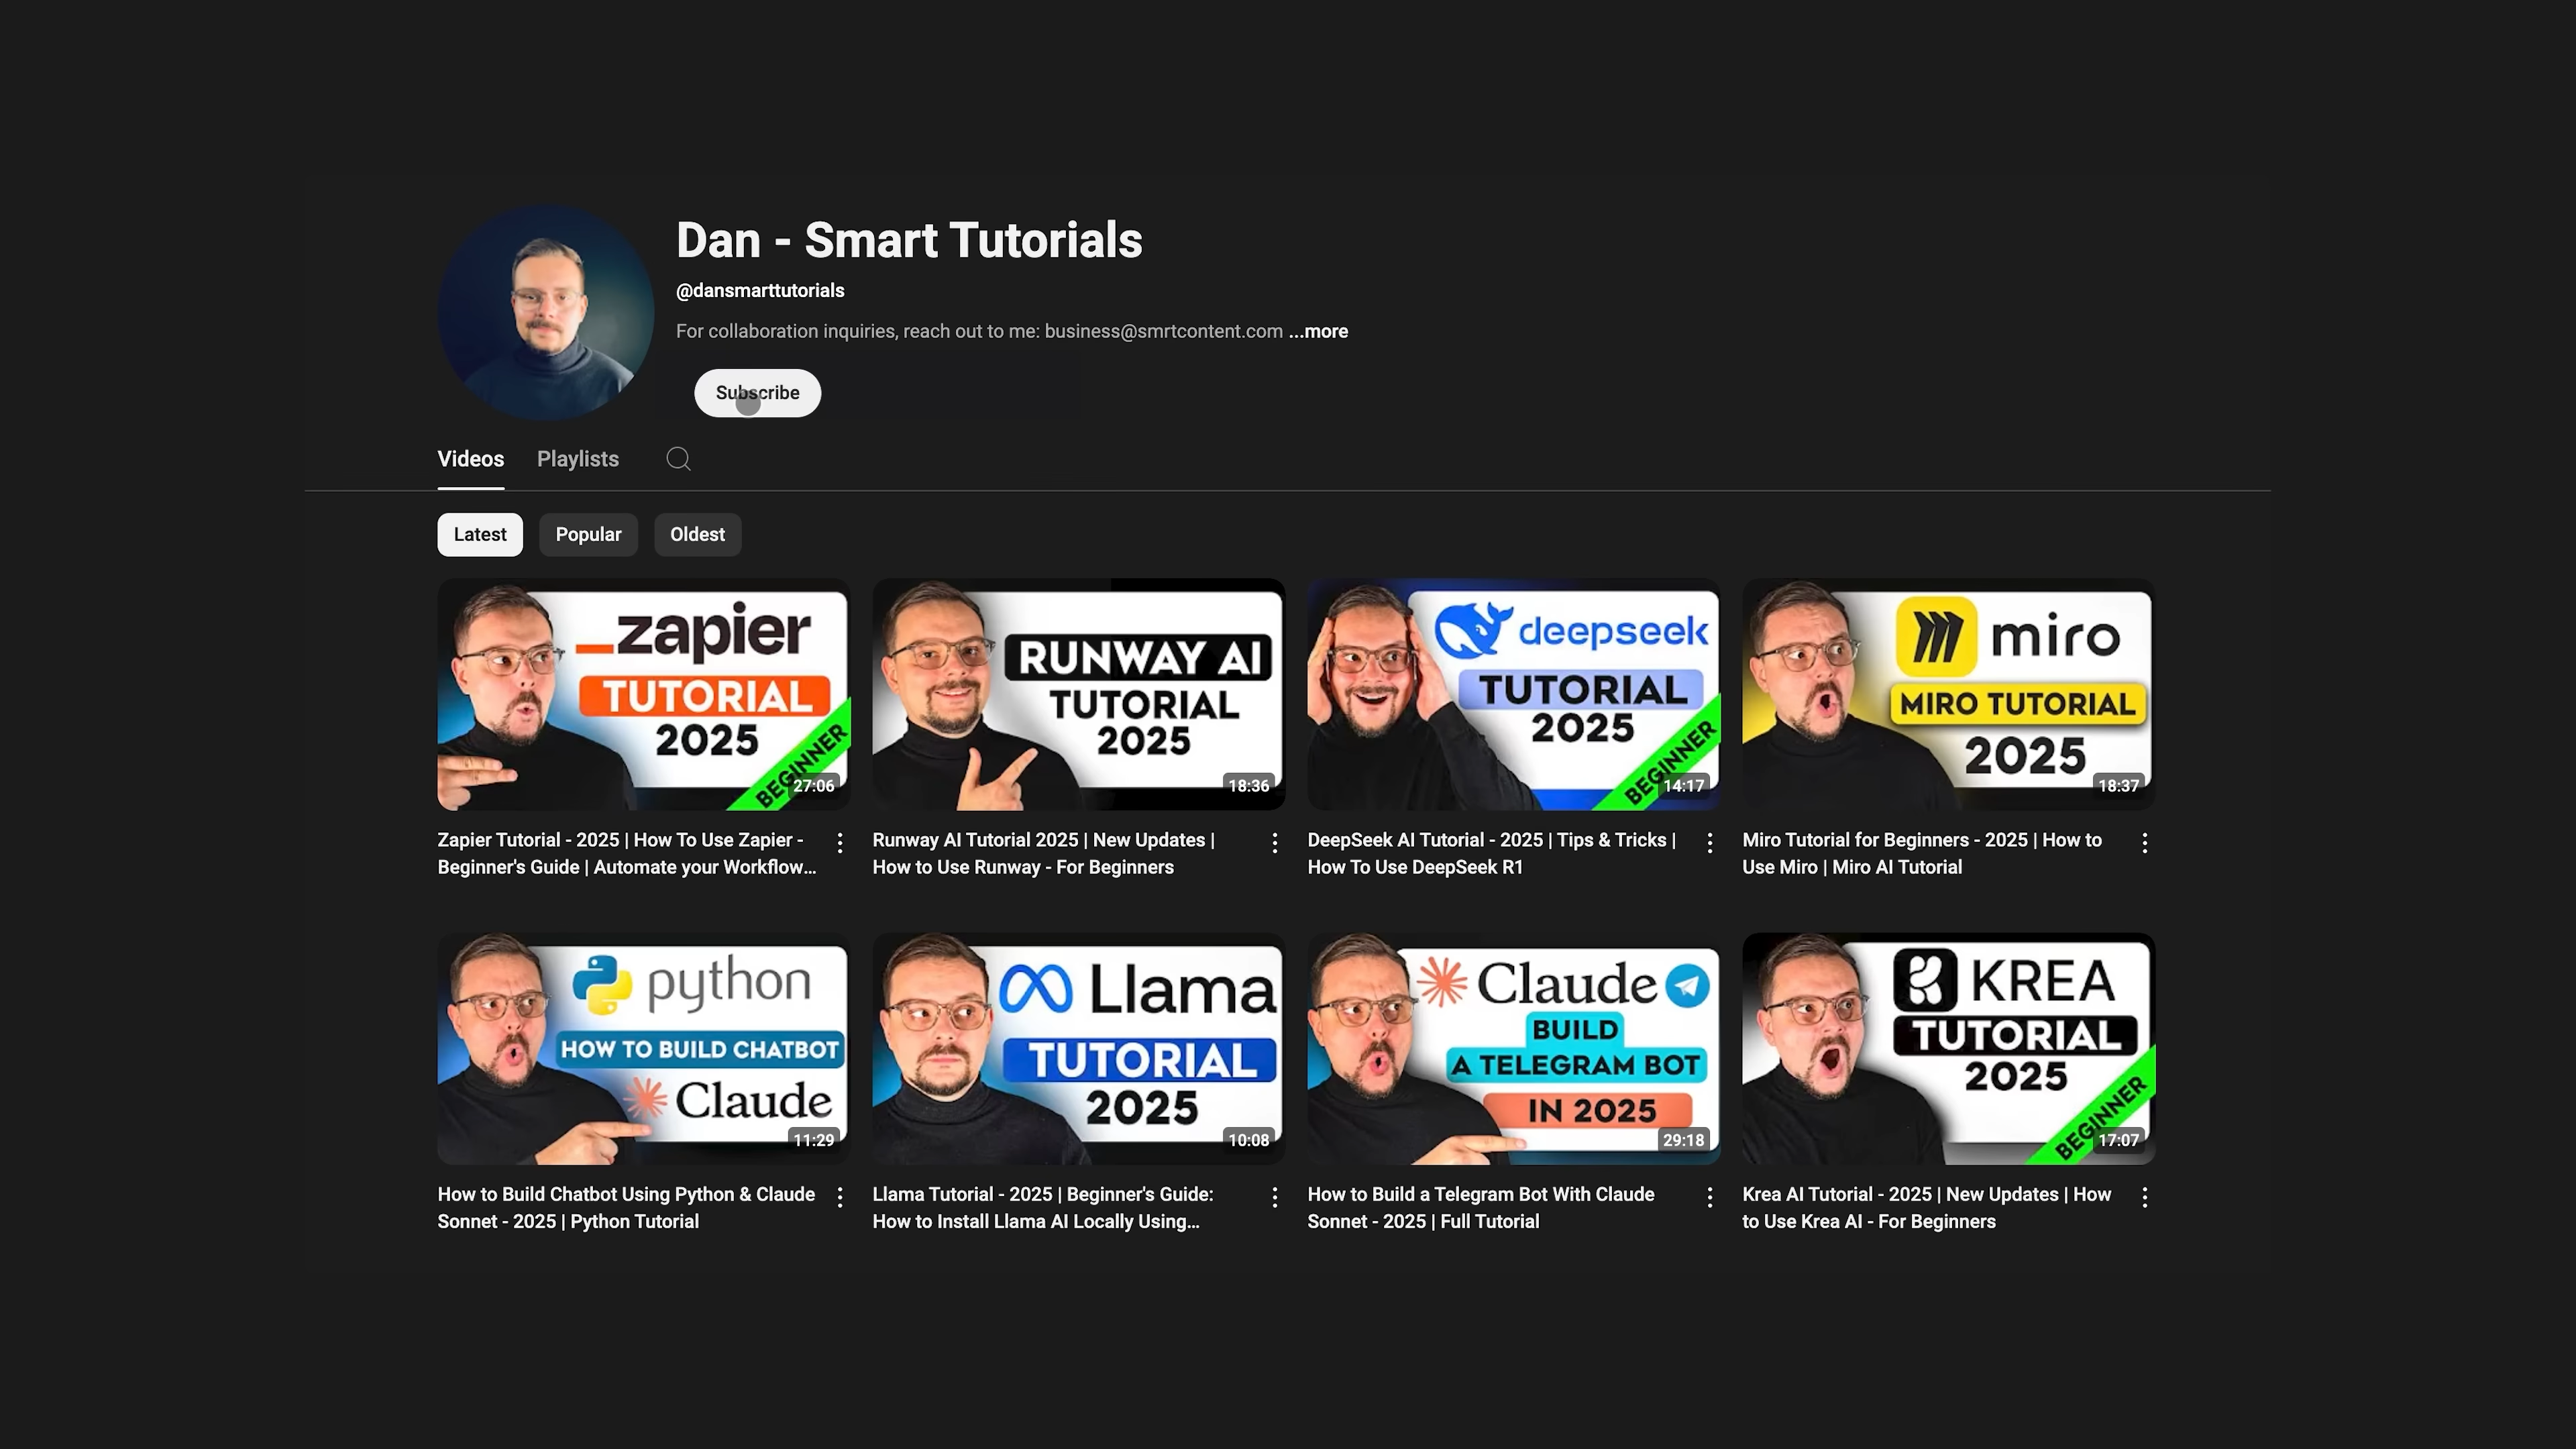 Dan - Smart Tutorials
@dansmarttutorials
For collaboration inquiries, reach out to me: business@smrtcontent.com ...more
Subscribe
Videos
Playlists
Latest
Popular
Oldest
zapier
TUTORIAL
2025
BEGINNER
27:06
Zapier Tutorial - 2025 | How To Use Zapier -
Beginner's Guide | Automate your Workflow...
RUNWAY AI
TUTORIAL
2025
18:36
Runway AI Tutorial 2025 | New Updates |
How to Use Runway - For Beginners
deepseek
TUTORIAL
2025
BEGINNER
14:17
DeepSeek AI Tutorial - 2025 | Tips & Tricks |
How To Use DeepSeek R1
miro
MIRO TUTORIAL
2025
18:37
Miro Tutorial for Beginners - 2025 | How to
Use Miro | Miro AI Tutorial
python
HOW TO BUILD CHATBOT
Claude
11:29
How to Build Chatbot Using Python & Claude
Sonnet - 2025 | Python Tutorial
Llama
TUTORIAL
2025
10:08
Llama Tutorial - 2025 | Beginner's Guide:
How to Install Llama AI Locally Using...
Claude
BUILD
A TELEGRAM BOT
IN 2025
29:18
How to Build a Telegram Bot With Claude
Sonnet - 2025 | Full Tutorial
KREA
TUTORIAL
2025
BEGINNER
17:07
Krea AI Tutorial - 2025 | New Updates | How
to Use Krea AI - For Beginners